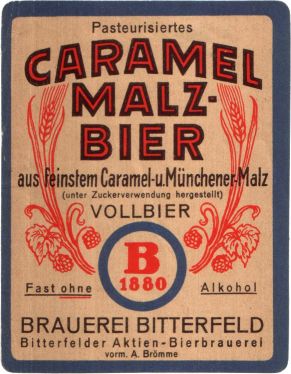 Pasteurisiertes
CARAMEL
MALZ-
BIER
aus feinstem Caramel-u. Münchener-Malz
(unter Zuckerverwendung hergestellt)
VOLLBIER
B
1880
Fast ohne Alkohol
BRAUEREI BITTERFELD
Bitterfelder Aktien-Bierbrauerei
vorm. A. Brömme